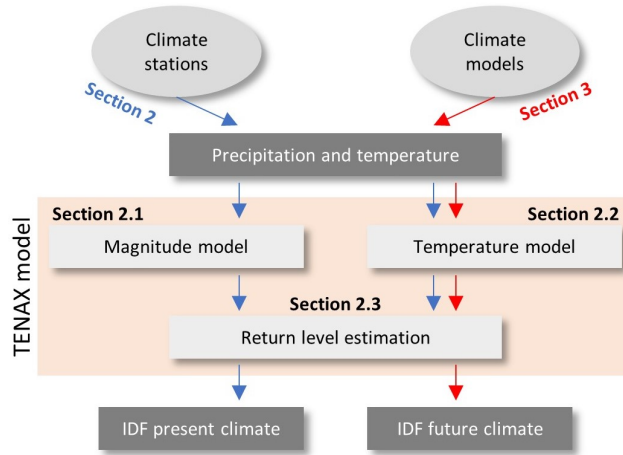 Climate
stations
Climate
models
Section 2
Section 3
Precipitation and temperature
TENAX model
Section 2.1
Section 2.2
Magnitude model
Temperature model
Section 2.3
Return level estimation
IDF present climate
IDF future climate